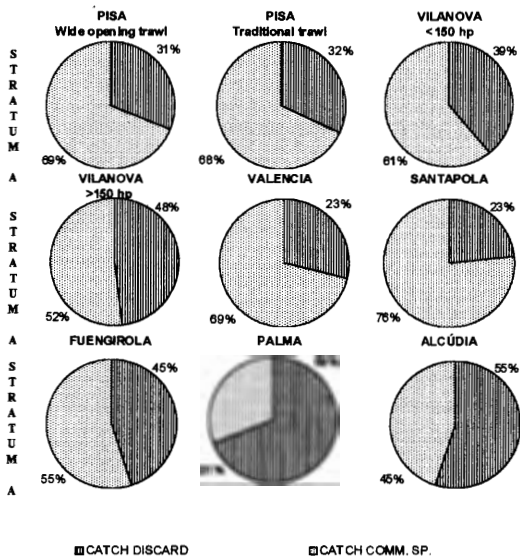 PISA
Wide opening trawl
31%
69%
PISA
Traditional trawl
32%
68%
VILANOVA
<150 hp
39%
61%
STRATUM A
VILANOVA
>150 hp
48%
52%
VALENCIA
23%
69%
SANTAPOLA
23%
76%
STRATUM A
FUENGIROLA
45%
55%
PALMA
ALCÚDIA
55%
45%
STRATUM A
CATCH DISCARD
CATCH COMM. SP.